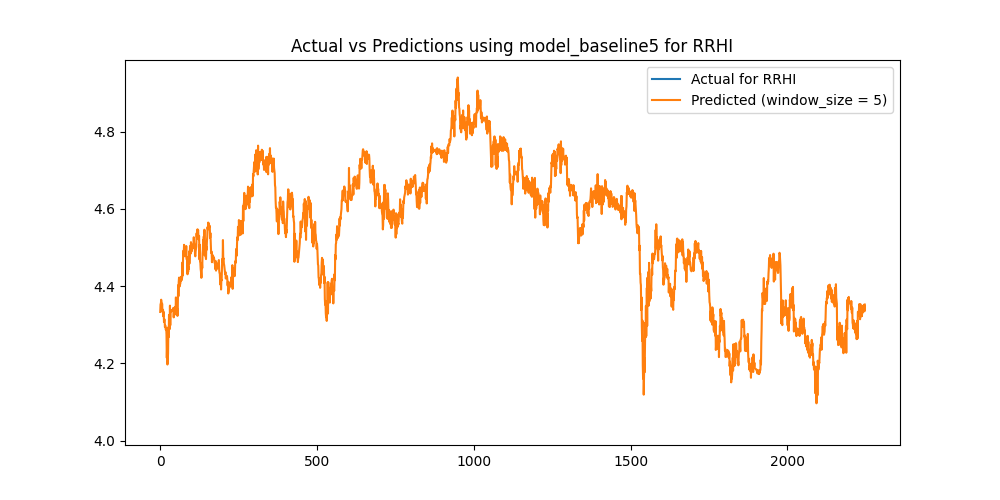 Actual vs Predictions using model_baseline5 for RRHI
Actual for RRHI
Predicted (window_size = 5)
4.8
4.6
4.4
4.2
4.0
0 500 1000 1500 2000